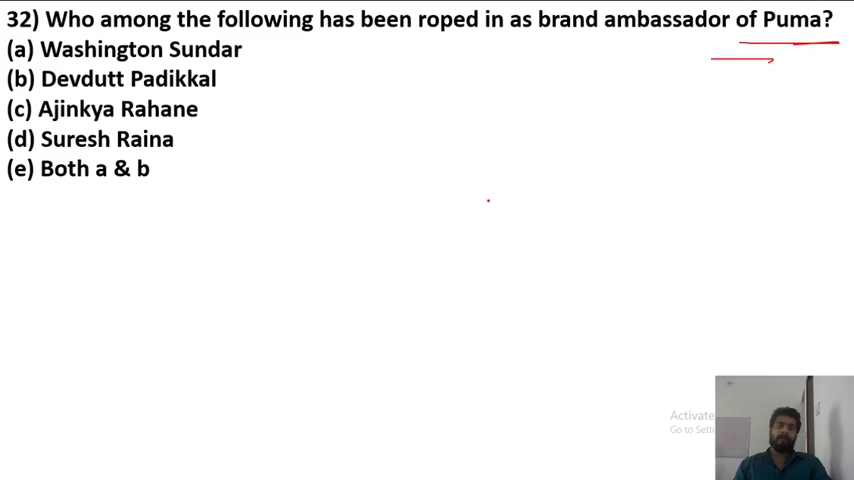 32) Who among the following has been roped in as brand ambassador of Puma?
(a) Washington Sundar
(b) Devdutt Padikkal
(c) Ajinkya Rahane
(d) Suresh Raina
(e) Both a & b
Activate
Go to Setti